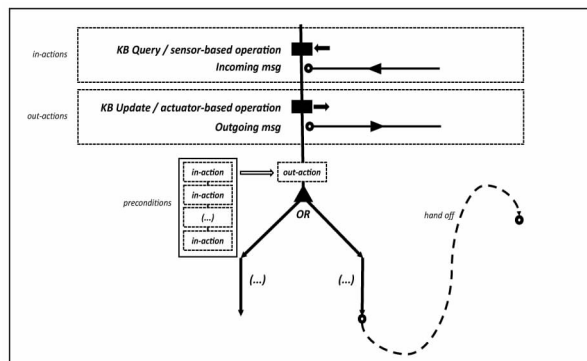 KB Query / sensor-based operation
in-actions
Incoming msg
KB Update / actuator-based operation
out-actions
Outgoing msg
in-action
out-action
in-action
preconditions
(...)
in-action
OR
hand off
(...)
(...)